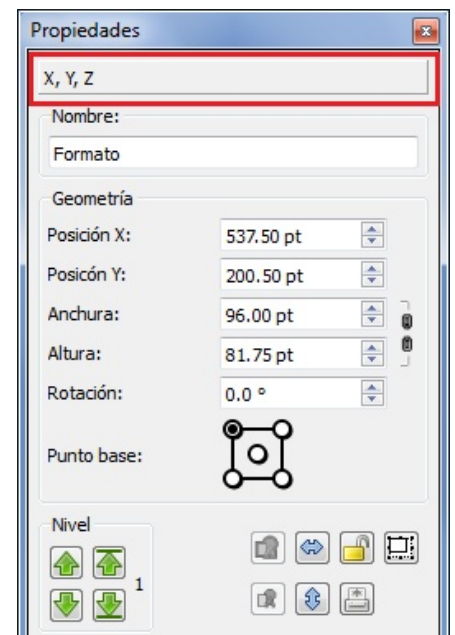 Propiedades
X, Y, Z
Nombre:
Formato
Geometría
Posición X: 537.50 pt
Posicón Y: 200.50 pt
Anchura: 96.00 pt
Altura: 81.75 pt
Rotación: 0.0 °
Punto base:
Nivel
1